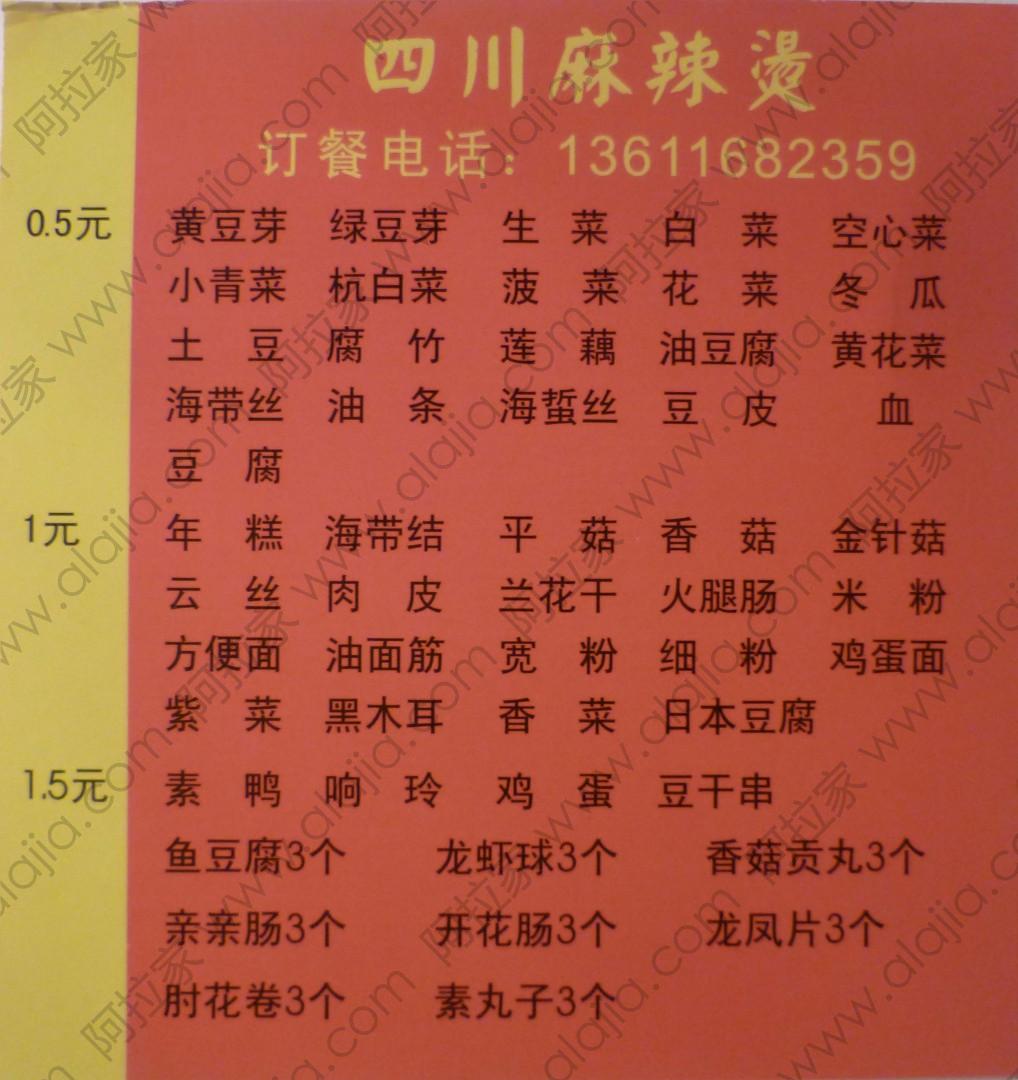 四川麻辣烫
订餐电话：13611682359
0.5元 黄豆芽 绿豆芽 生菜 白菜 空心菜
小青菜 杭白菜 菠菜 花菜 冬瓜
土豆 腐竹 莲藕 油豆腐 黄花菜
海带丝 油条 海蜇丝 豆皮 血
豆腐
1元 年糕 海带结 平菇 香菇 金针菇
云丝 肉皮 兰花干 火腿肠 米粉
方便面 油面筋 宽粉 细粉 鸡蛋面
紫菜 黑木耳 香菜 日本豆腐
1.5元 素鸭 响玲 鸡蛋 豆干串
鱼豆腐3个 龙虾球3个 香菇贡丸3个
亲亲肠3个 开花肠3个 龙凤片3个
肘花卷3个 素丸子3个
阿拉家 www.alajia.com